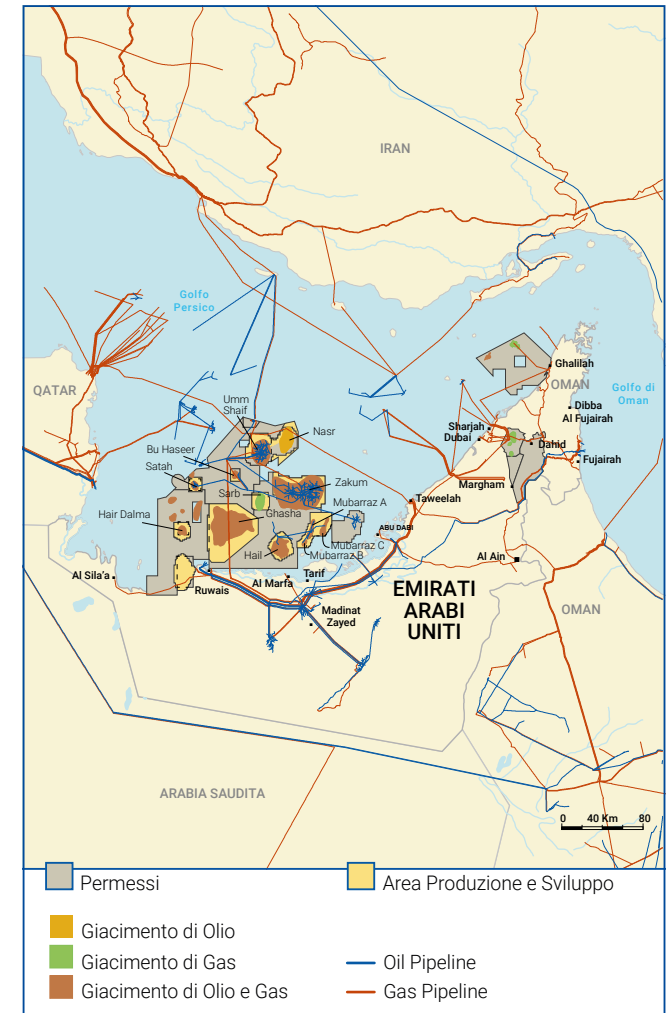 IRAN
Golfo
Persico
QATAR
Ghalilah
OMAN
Golfo di
Oman
Dibba
Al Fujairah
Umm
Shaif
Nasr
Sharjah
Dubai
Dahid
Fujairah
Bu Haseer
Satah
Zakum
Margham
Sarb
Mubarraz A
Taweelah
Hair Dalma
Ghasha
ABU DABI
Mubarraz C
Hail
Mubarraz B
Al Ain
Al Sila'a
Ruwais
Al Marfa
Tarif
EMIRATI
ARABI
UNITI
Madinat
Zayed
OMAN
ARABIA SAUDITA
0 40 Km 80
Permessi
Area Produzione e Sviluppo
Giacimento di Olio
Giacimento di Gas
Oil Pipeline
Giacimento di Olio e Gas
Gas Pipeline